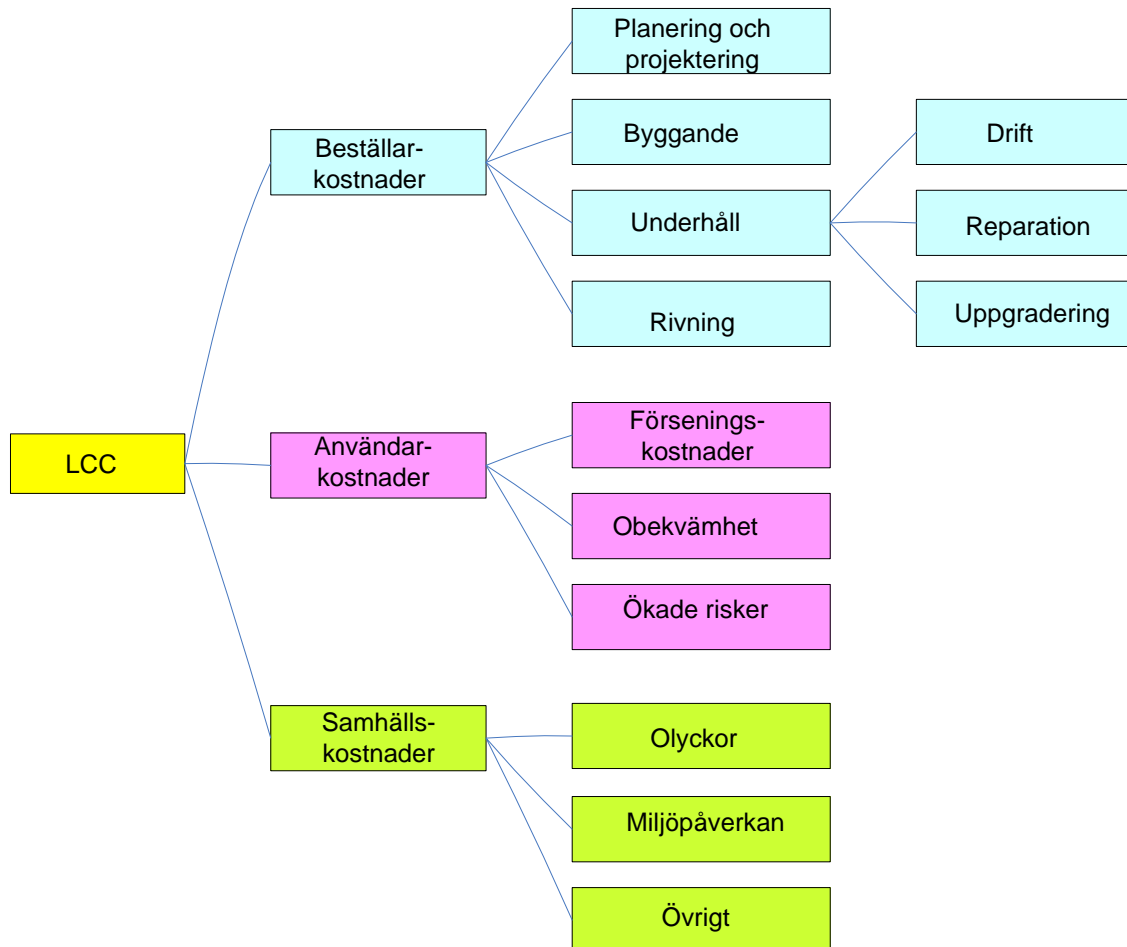 Planering och
projektering
Beställar-
kostnader
Byggande
Drift
Underhåll
Reparation
Rivning
Uppgradering
LCC
Användar-
kostnader
Försenings-
kostnader
Obekvämhet
Ökade risker
Samhälls-
kostnader
Olyckor
Miljöpåverkan
Övrigt